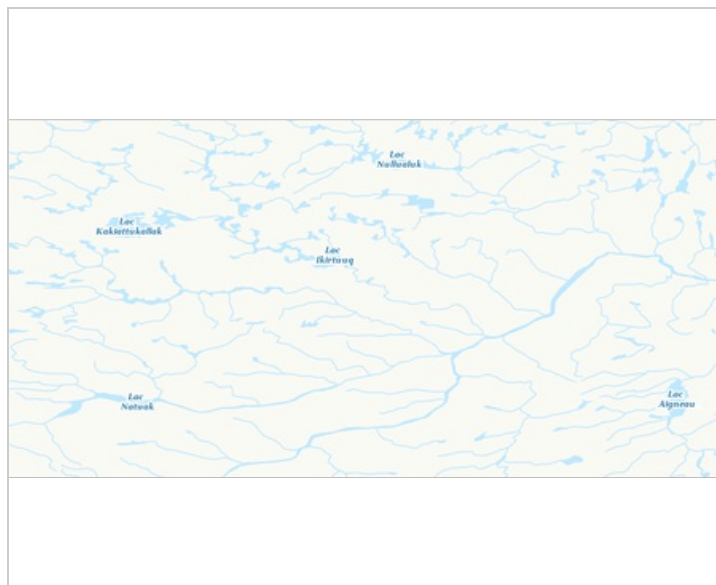 Lac
Nallualuk
Lac
Kakiattukallak
Lac
Ikirtuuq
Lac
Natuak
Lac
Aigneau